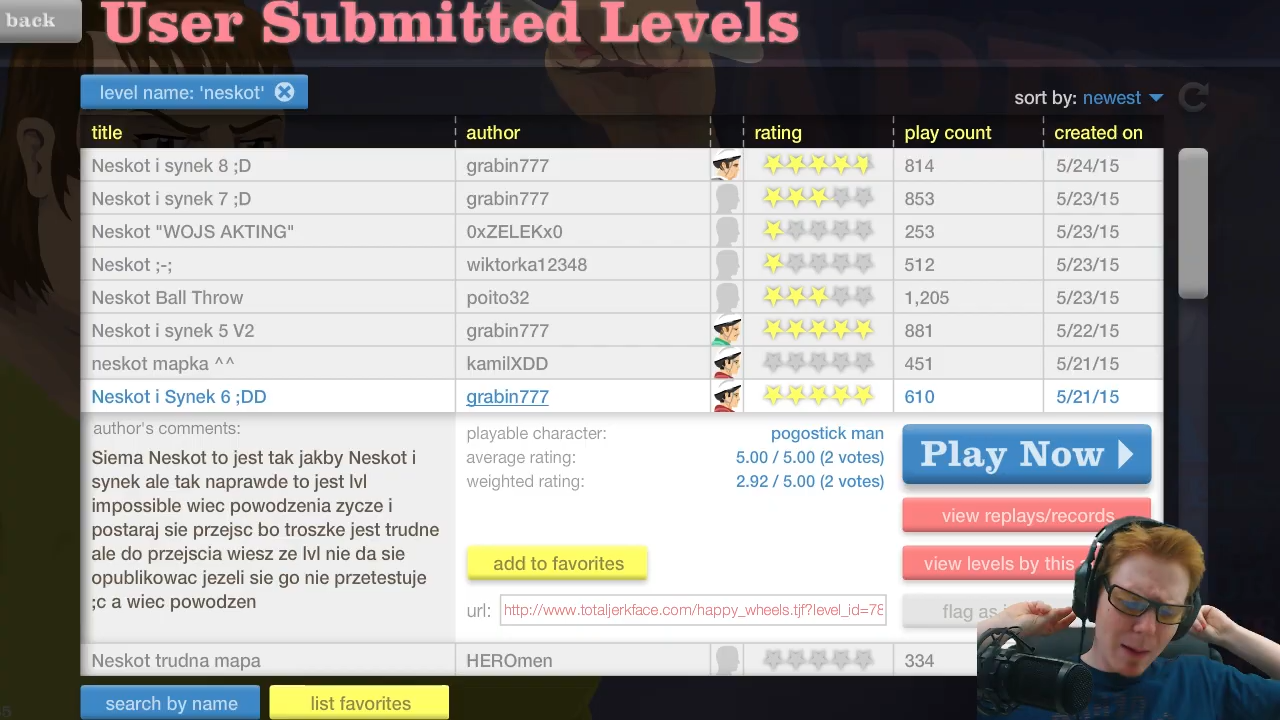 back
User Submitted Levels
level name: 'neskot'
sort by: newest
title author rating play count created on
Neskot i synek 8 ;D grabin777 814 5/24/15
Neskot i synek 7 ;D grabin777 853 5/23/15
Neskot "WOJS AKTING" 0xZELEKx0 253 5/23/15
Neskot ;-; wiktorka12348 512 5/23/15
Neskot Ball Throw poito32 1,205 5/23/15
Neskot i synek 5 V2 grabin777 881 5/22/15
neskot mapka ^^ kamilXDD 451 5/21/15
Neskot i Synek 6 ;DD grabin777 610 5/21/15
author's comments:
Siema Neskot to jest tak jakby Neskot i
synek ale tak naprawde to jest lvl
impossible wiec powodzenia zycze i
postaraj sie przejsc bo troszke jest trudne
ale do przejscia wiesz ze lvl nie da sie
opublikowac jezeli sie go nie przetestuje
;c a wiec powodzen
playable character: pogostick man
average rating: 5.00 / 5.00 (2 votes)
weighted rating: 2.92 / 5.00 (2 votes)
add to favorites
url: http://www.totaljerkface.com/happy_wheels.tjf?level_id=78
Play Now
view replays/records
view levels by this
flag as
Neskot trudna mapa HEROmen 334
search by name
list favorites